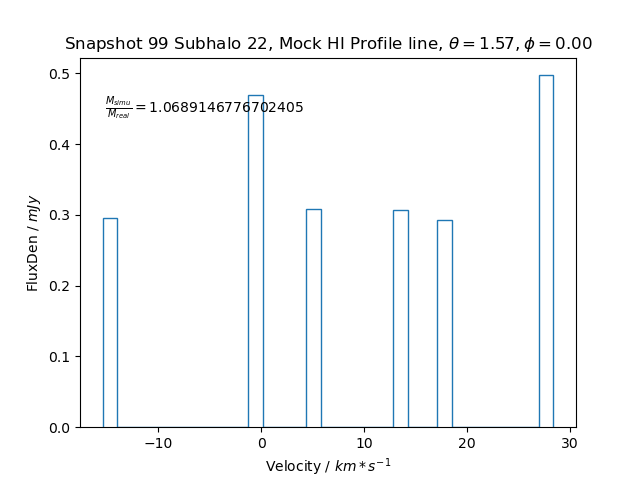 Snapshot 99 Subhalo 22, Mock HI Profile line, θ = 1.57, ϕ = 0.00
0.5
M_simu/M_real = 1.0689146776702405
0.4
0.3
0.2
0.1
0.0
FluxDen / mJy
−10 0 10 20 30
Velocity / km * s⁻¹